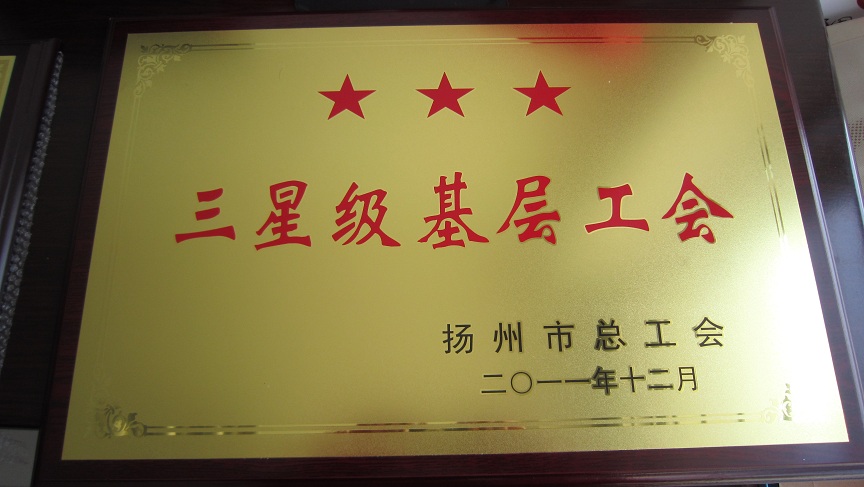 三星级基层工会
扬州市总工会
二〇一一年十二月